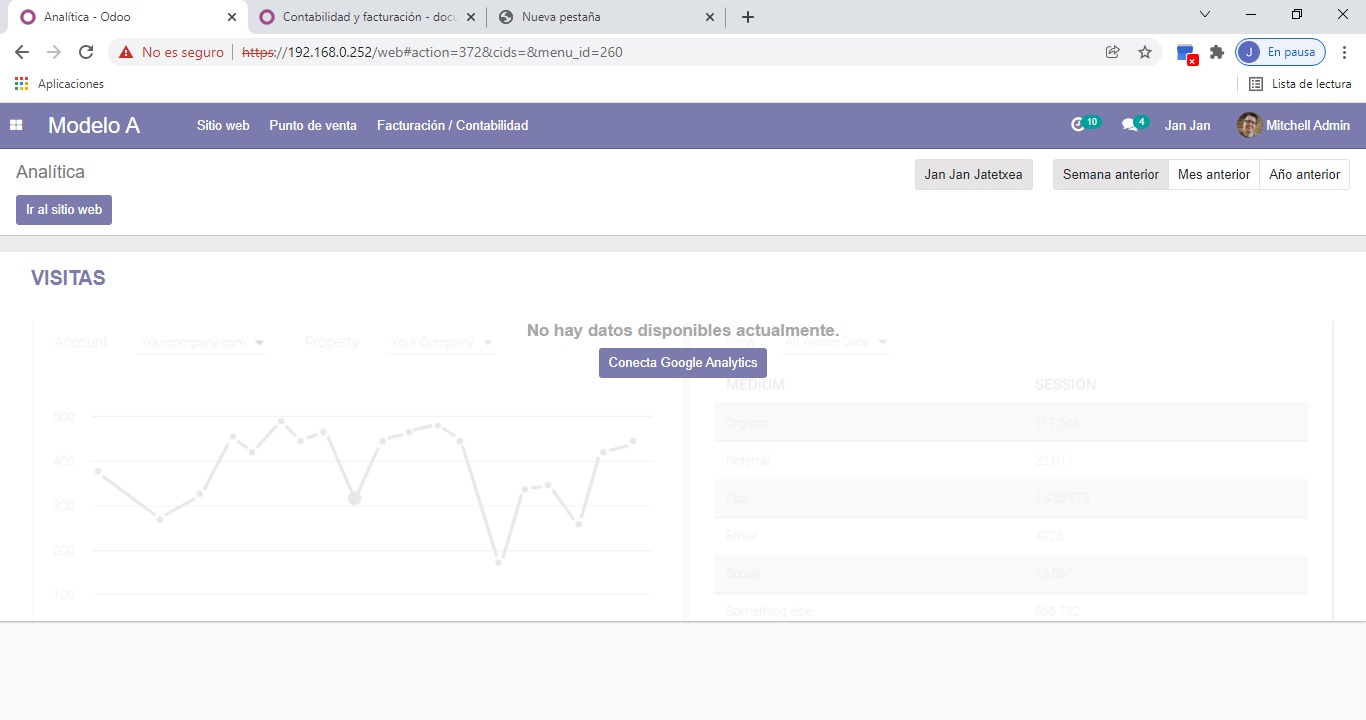 Analítica - Odoo
Contabilidad y facturación - docu
Nueva pestaña
No es seguro
https://192.168.0.252/web#action=372&cids=&menu_id=260
J
En pausa
Aplicaciones
Lista de lectura
Modelo A
Sitio web
Punto de venta
Facturación / Contabilidad
10
4
Jan Jan
Mitchell Admin
Analítica
Jan Jan Jatetxea
Semana anterior
Mes anterior
Año anterior
Ir al sitio web
VISITAS
No hay datos disponibles actualmente.
Account
Yourcompany.com
Property
Your Company
View
All Wesite Data
Conecta Google Analytics
MEDIUM SESSION
500
400
300
200
100
Organic 117.546
Referral 32.011
Cpc 1.435.678
Email 4223
Social 13.567
Something else 556.732